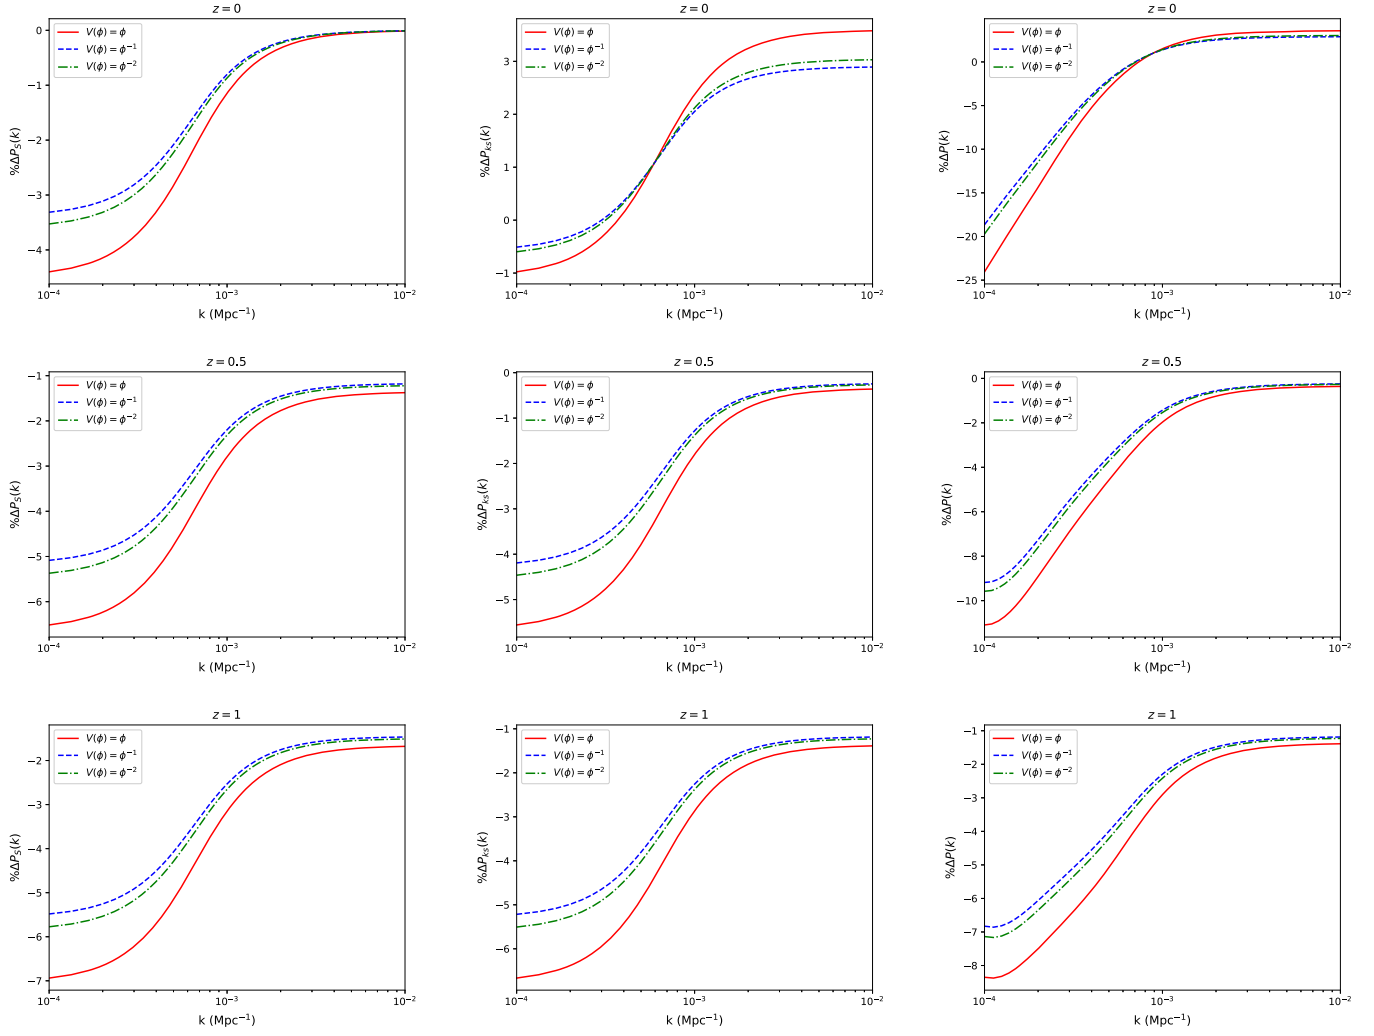 z = 0
%ΔP_S(k)
0
−1
−2
−3
−4
V(ϕ) = ϕ
V(ϕ) = ϕ⁻¹
V(ϕ) = ϕ⁻²
10⁻⁴ 10⁻³ 10⁻²
k (Mpc⁻¹)
z = 0
%ΔP_ks(k)
3
2
1
0
−1
V(ϕ) = ϕ
V(ϕ) = ϕ⁻¹
V(ϕ) = ϕ⁻²
10⁻⁴ 10⁻³ 10⁻²
k (Mpc⁻¹)
z = 0
%ΔP(k)
0
−5
−10
−15
−20
−25
V(ϕ) = ϕ
V(ϕ) = ϕ⁻¹
V(ϕ) = ϕ⁻²
10⁻⁴ 10⁻³ 10⁻²
k (Mpc⁻¹)
z = 0.5
%ΔP_S(k)
−1
−2
−3
−4
−5
−6
V(ϕ) = ϕ
V(ϕ) = ϕ⁻¹
V(ϕ) = ϕ⁻²
10⁻⁴ 10⁻³ 10⁻²
k (Mpc⁻¹)
z = 0.5
%ΔP_ks(k)
0
−1
−2
−3
−4
−5
V(ϕ) = ϕ
V(ϕ) = ϕ⁻¹
V(ϕ) = ϕ⁻²
10⁻⁴ 10⁻³ 10⁻²
k (Mpc⁻¹)
z = 0.5
%ΔP(k)
0
−2
−4
−6
−8
−10
V(ϕ) = ϕ
V(ϕ) = ϕ⁻¹
V(ϕ) = ϕ⁻²
10⁻⁴ 10⁻³ 10⁻²
k (Mpc⁻¹)
z = 1
%ΔP_S(k)
−2
−3
−4
−5
−6
−7
V(ϕ) = ϕ
V(ϕ) = ϕ⁻¹
V(ϕ) = ϕ⁻²
10⁻⁴ 10⁻³ 10⁻²
k (Mpc⁻¹)
z = 1
%ΔP_ks(k)
−1
−2
−3
−4
−5
−6
V(ϕ) = ϕ
V(ϕ) = ϕ⁻¹
V(ϕ) = ϕ⁻²
10⁻⁴ 10⁻³ 10⁻²
k (Mpc⁻¹)
z = 1
%ΔP(k)
−1
−2
−3
−4
−5
−6
−7
−8
V(ϕ) = ϕ
V(ϕ) = ϕ⁻¹
V(ϕ) = ϕ⁻²
10⁻⁴ 10⁻³ 10⁻²
k (Mpc⁻¹)